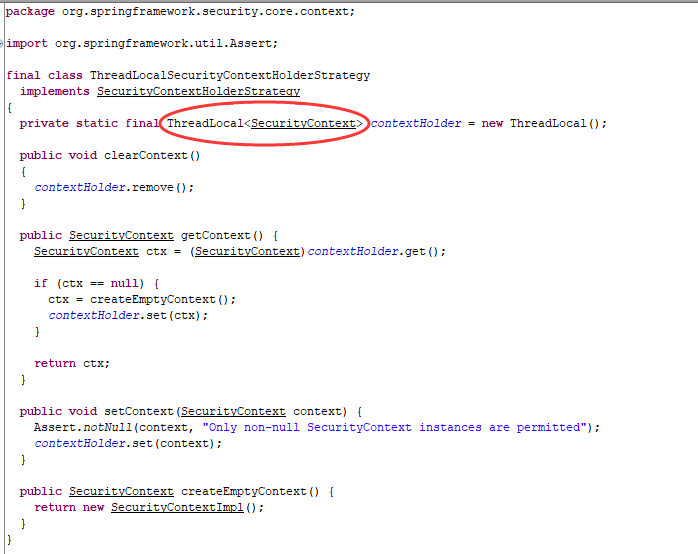 package org.springframework.security.core.context;
import org.springframework.util.Assert;
final class ThreadLocalSecurityContextHolderStrategy
implements SecurityContextHolderStrategy
{
private static final ThreadLocal<SecurityContext> contextHolder = new ThreadLocal();
public void clearContext()
{
contextHolder.remove();
}
public SecurityContext getContext() {
SecurityContext ctx = (SecurityContext)contextHolder.get();
if (ctx == null) {
ctx = createEmptyContext();
contextHolder.set(ctx);
}
return ctx;
}
public void setContext(SecurityContext context) {
Assert.notNull(context, "Only non-null SecurityContext instances are permitted");
contextHolder.set(context);
}
public SecurityContext createEmptyContext() {
return new SecurityContextImpl();
}
}